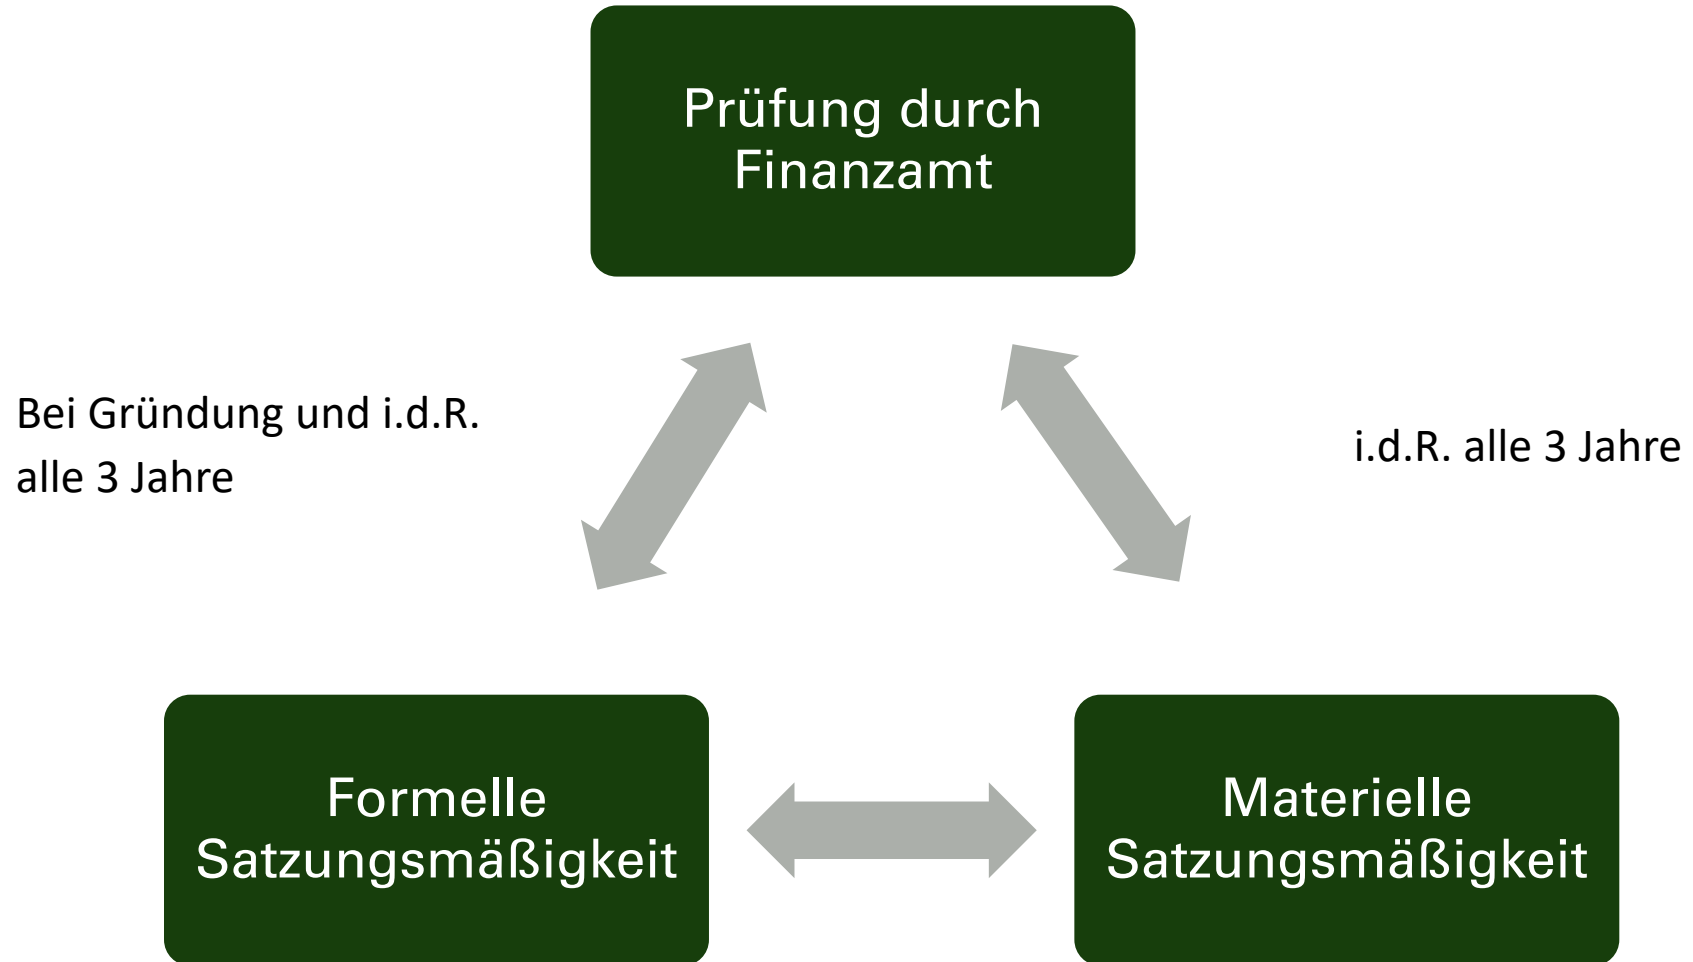 Prüfung durch
Finanzamt
Bei Gründung und i.d.R.
alle 3 Jahre
i.d.R. alle 3 Jahre
Formelle
Satzungsmäßigkeit
Materielle
Satzungsmäßigkeit